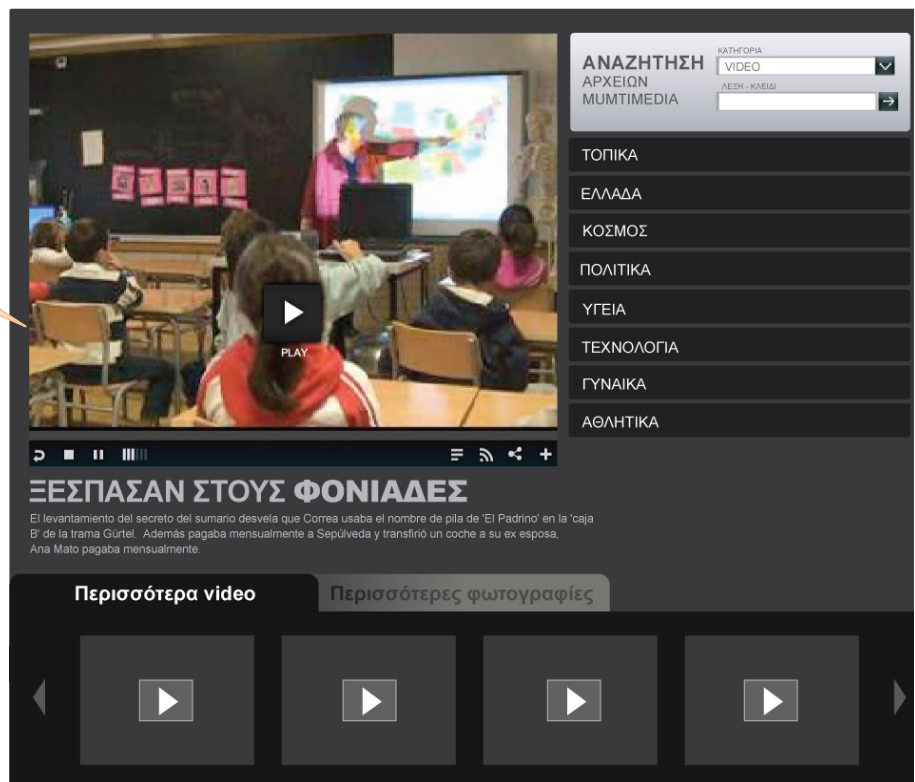 ΑΝΑΖΗΤΗΣΗ
ΑΡΧΕΙΩΝ
MUMTIMEDIA
ΚΑΤΗΓΟΡΙΑ
VIDEO
ΛΕΞΗ - ΚΛΕΙΔΙ
ΤΟΠΙΚΑ
ΕΛΛΑΔΑ
ΚΟΣΜΟΣ
ΠΟΛΙΤΙΚΑ
ΥΓΕΙΑ
ΤΕΧΝΟΛΟΓΙΑ
ΓΥΝΑΙΚΑ
ΑΘΛΗΤΙΚΑ
PLAY
ΞΕΣΠΑΣΑΝ ΣΤΟΥΣ ΦΟΝΙΑΔΕΣ
El levantamiento del secreto del sumario desvela que Correa usaba el nombre de pila de 'El Padrino' en la 'caja
B' de la trama Gürtel. Además pagaba mensualmente a Sepúlveda y transfirió un coche a su ex esposa,
Ana Mato pagaba mensualmente.
Περισσότερα video
Περισσότερες φωτογραφίες